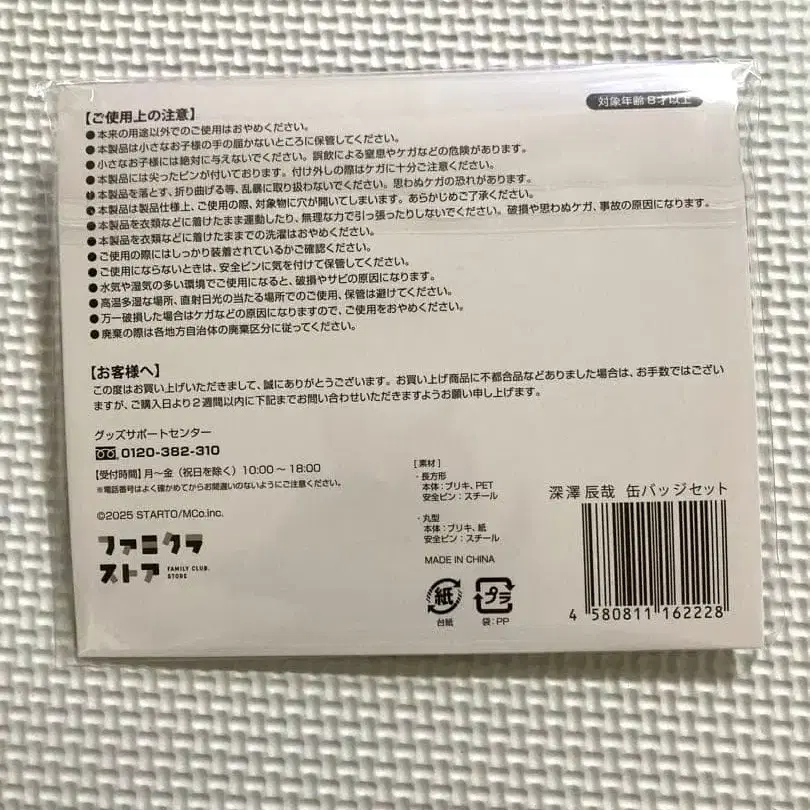 対象年齢8才以上
【ご使用上の注意】
●本来の用途以外でのご使用はおやめください。
●本製品は小さなお子様の手の届かないところに保管してください。
●小さなお子様には絶対に与えないでください。誤飲による窒息やケガなどの危険があります。
●本製品には尖ったピンが付いております。付け外しの際はケガに十分ご注意ください。
●本製品を落とす、折り曲げる等、乱暴に取り扱わないでください。思わぬケガの恐れがあります。
●本製品は製品仕様上、ご使用の際、対象物に穴が開いてしまいます。あらかじめご了承ください。
●本製品を衣類などに着けたまま運動したり、無理な力で引っ張ったりしないでください。破損や思わぬケガ、事故の原因になります。
●本製品を衣類などに着けたままでの洗濯はおやめください。
●ご使用の際にはしっかり装着されているかご確認ください。
●ご使用にならないときは、安全ピンに気を付けて保管してください。
●水気や湿気の多い環境でご使用になると、破損やサビの原因になります。
●高温多湿な場所、直射日光の当たる場所でのご使用、保管は避けてください。
●万一破損した場合はケガなどの原因になりますので、ご使用をおやめください。
●廃棄の際は各地方自治体の廃棄区分に従ってください。
【お客様へ】
この度はお買い上げいただきまして、誠にありがとうございます。お買い上げ商品に不都合品などありました場合は、お手数ではござい
ますが、ご購入日より2週間以内に下記までお問い合わせいただきますようお願い申し上げます。
グッズサポートセンター
0120-382-310
【受付時間】月～金（祝日を除く）10:00～18:00
※電話番号はよく確かめてからお間違いのないようにご注意ください。
©2025 STARTO/MCo.inc.
ファミクラ
ストア FAMILY CLUB.
STORE
[素材]
・長方形
本体：ブリキ、PET
安全ピン：スチール
・丸型
本体：ブリキ、紙
安全ピン：スチール
MADE IN CHINA
紙
台紙
プラ
袋：PP
深澤 辰哉 缶バッジセット
4 580811 162228